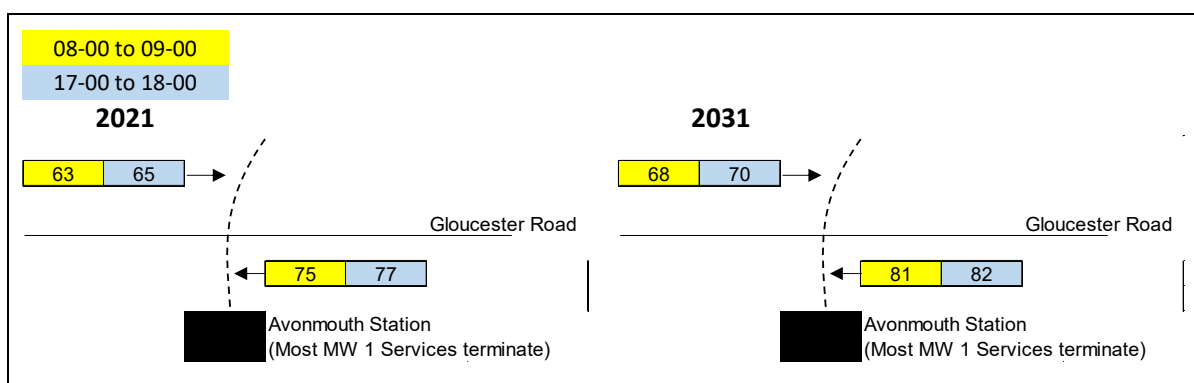 08-00 to 09-00
17-00 to 18-00
2021
63 65
Gloucester Road
75 77
Avonmouth Station
(Most MW 1 Services terminate)
2031
68 70
Gloucester Road
81 82
Avonmouth Station
(Most MW 1 Services terminate)